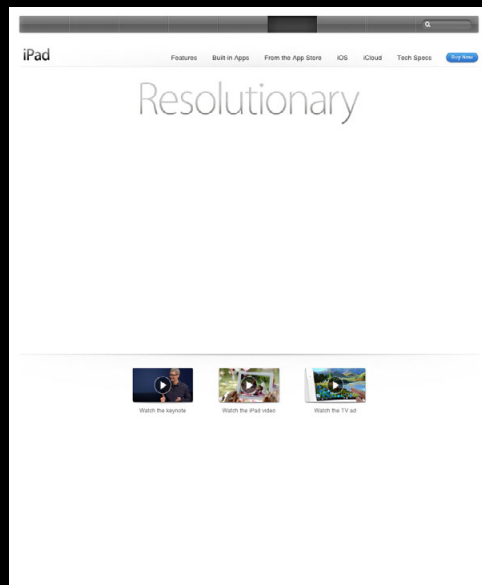 iPad
Features Built-in Apps From the App Store iOS iCloud Tech Specs Buy Now
Resolutionary
Watch the keynote Watch the iPad video Watch the TV ad